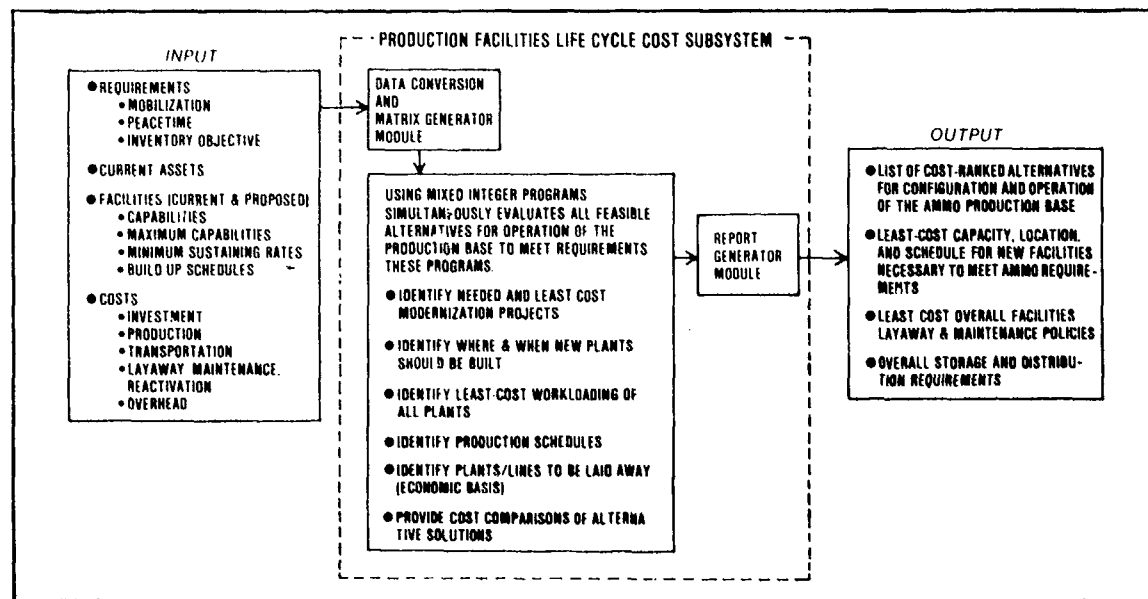 INPUT
●REQUIREMENTS
•MOBILIZATION
•PEACETIME
•INVENTORY OBJECTIVE
●CURRENT ASSETS
●FACILITIES (CURRENT & PROPOSED)
•CAPABILITIES
•MAXIMUM CAPABILITIES
•MINIMUM SUSTAINING RATES
•BUILD UP SCHEDULES
●COSTS
•INVESTMENT
•PRODUCTION
•TRANSPORTATION
•LAYAWAY MAINTENANCE.
REACTIVATION
•OVERHEAD
PRODUCTION FACILITIES LIFE CYCLE COST SUBSYSTEM
DATA CONVERSION
AND
MATRIX GENERATOR
MODULE
USING MIXED INTEGER PROGRAMS
SIMULTANEOUSLY EVALUATES ALL FEASIBLE
ALTERNATIVES FOR OPERATION OF THE
PRODUCTION BASE TO MEET REQUIREMENTS
THESE PROGRAMS.
●IDENTIFY NEEDED AND LEAST COST
MODERNIZATION PROJECTS
●IDENTIFY WHERE & WHEN NEW PLANTS
SHOULD BE BUILT
●IDENTIFY LEAST-COST WORKLOADING OF
ALL PLANTS
●IDENTIFY PRODUCTION SCHEDULES
●IDENTIFY PLANTS/LINES TO BE LAID AWAY
(ECONOMIC BASIS)
●PROVIDE COST COMPARISONS OF ALTERNA
TIVE SOLUTIONS
REPORT
GENERATOR
MODULE
OUTPUT
●LIST OF COST-RANKED ALTERNATIVES
FOR CONFIGURATION AND OPERATION
OF THE AMMO PRODUCTION BASE
●LEAST-COST CAPACITY, LOCATION,
AND SCHEDULE FOR NEW FACILITIES
NECESSARY TO MEET AMMO REQUIRE-
MENTS
●LEAST COST OVERALL FACILITIES
LAYAWAY & MAINTENANCE POLICIES
●OVERALL STORAGE AND DISTRIBU-
TION REQUIREMENTS